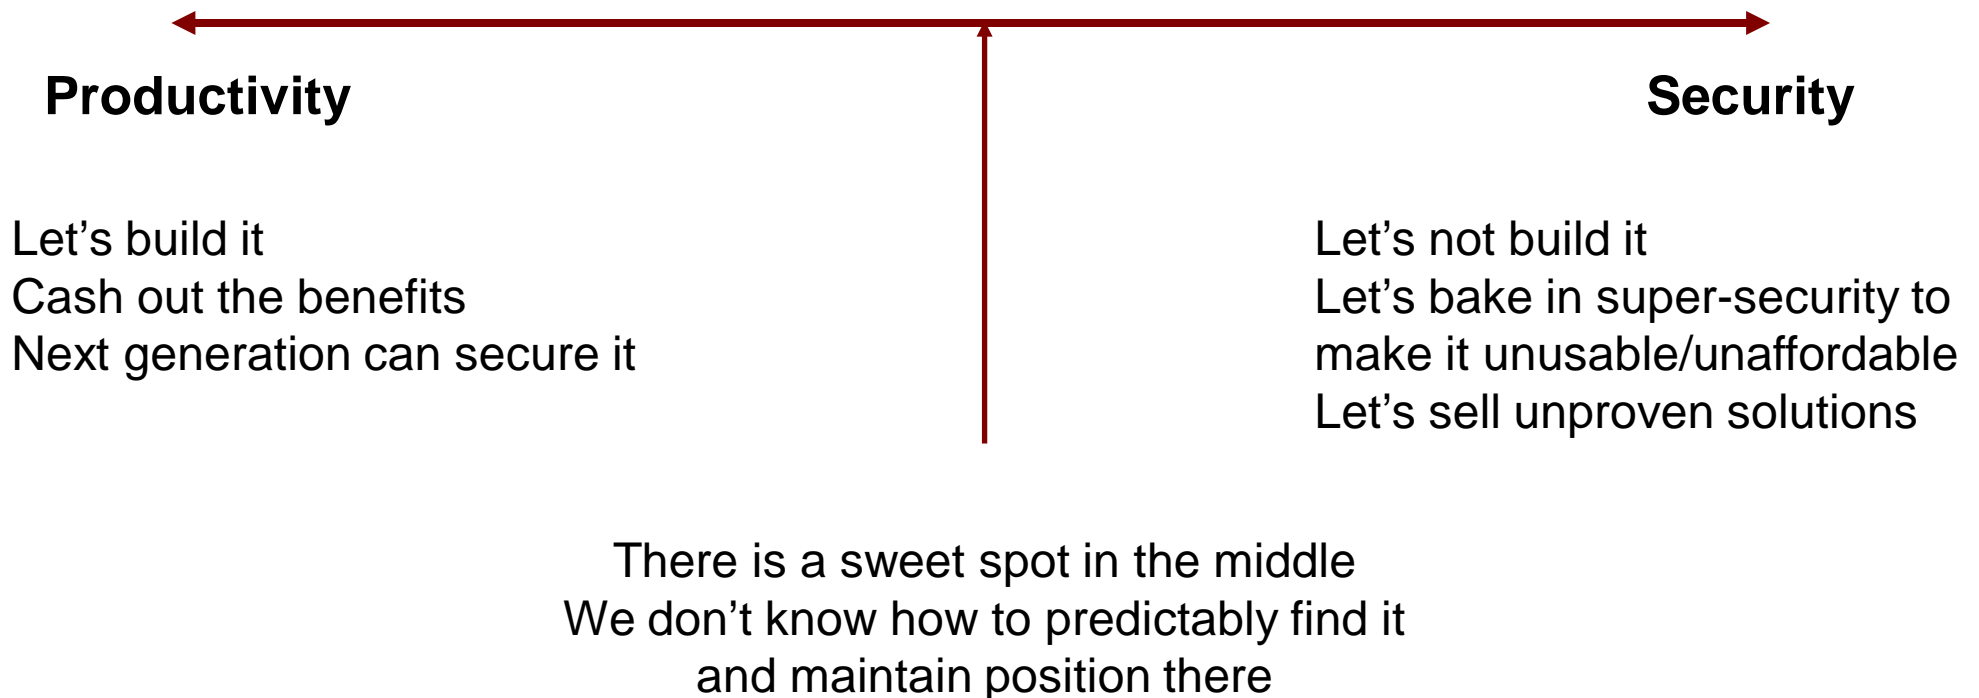 Productivity
Security
Let’s build it
Cash out the benefits
Next generation can secure it
Let’s not build it
Let’s bake in super-security to
make it unusable/unaffordable
Let’s sell unproven solutions
There is a sweet spot in the middle
We don’t know how to predictably find it
and maintain position there